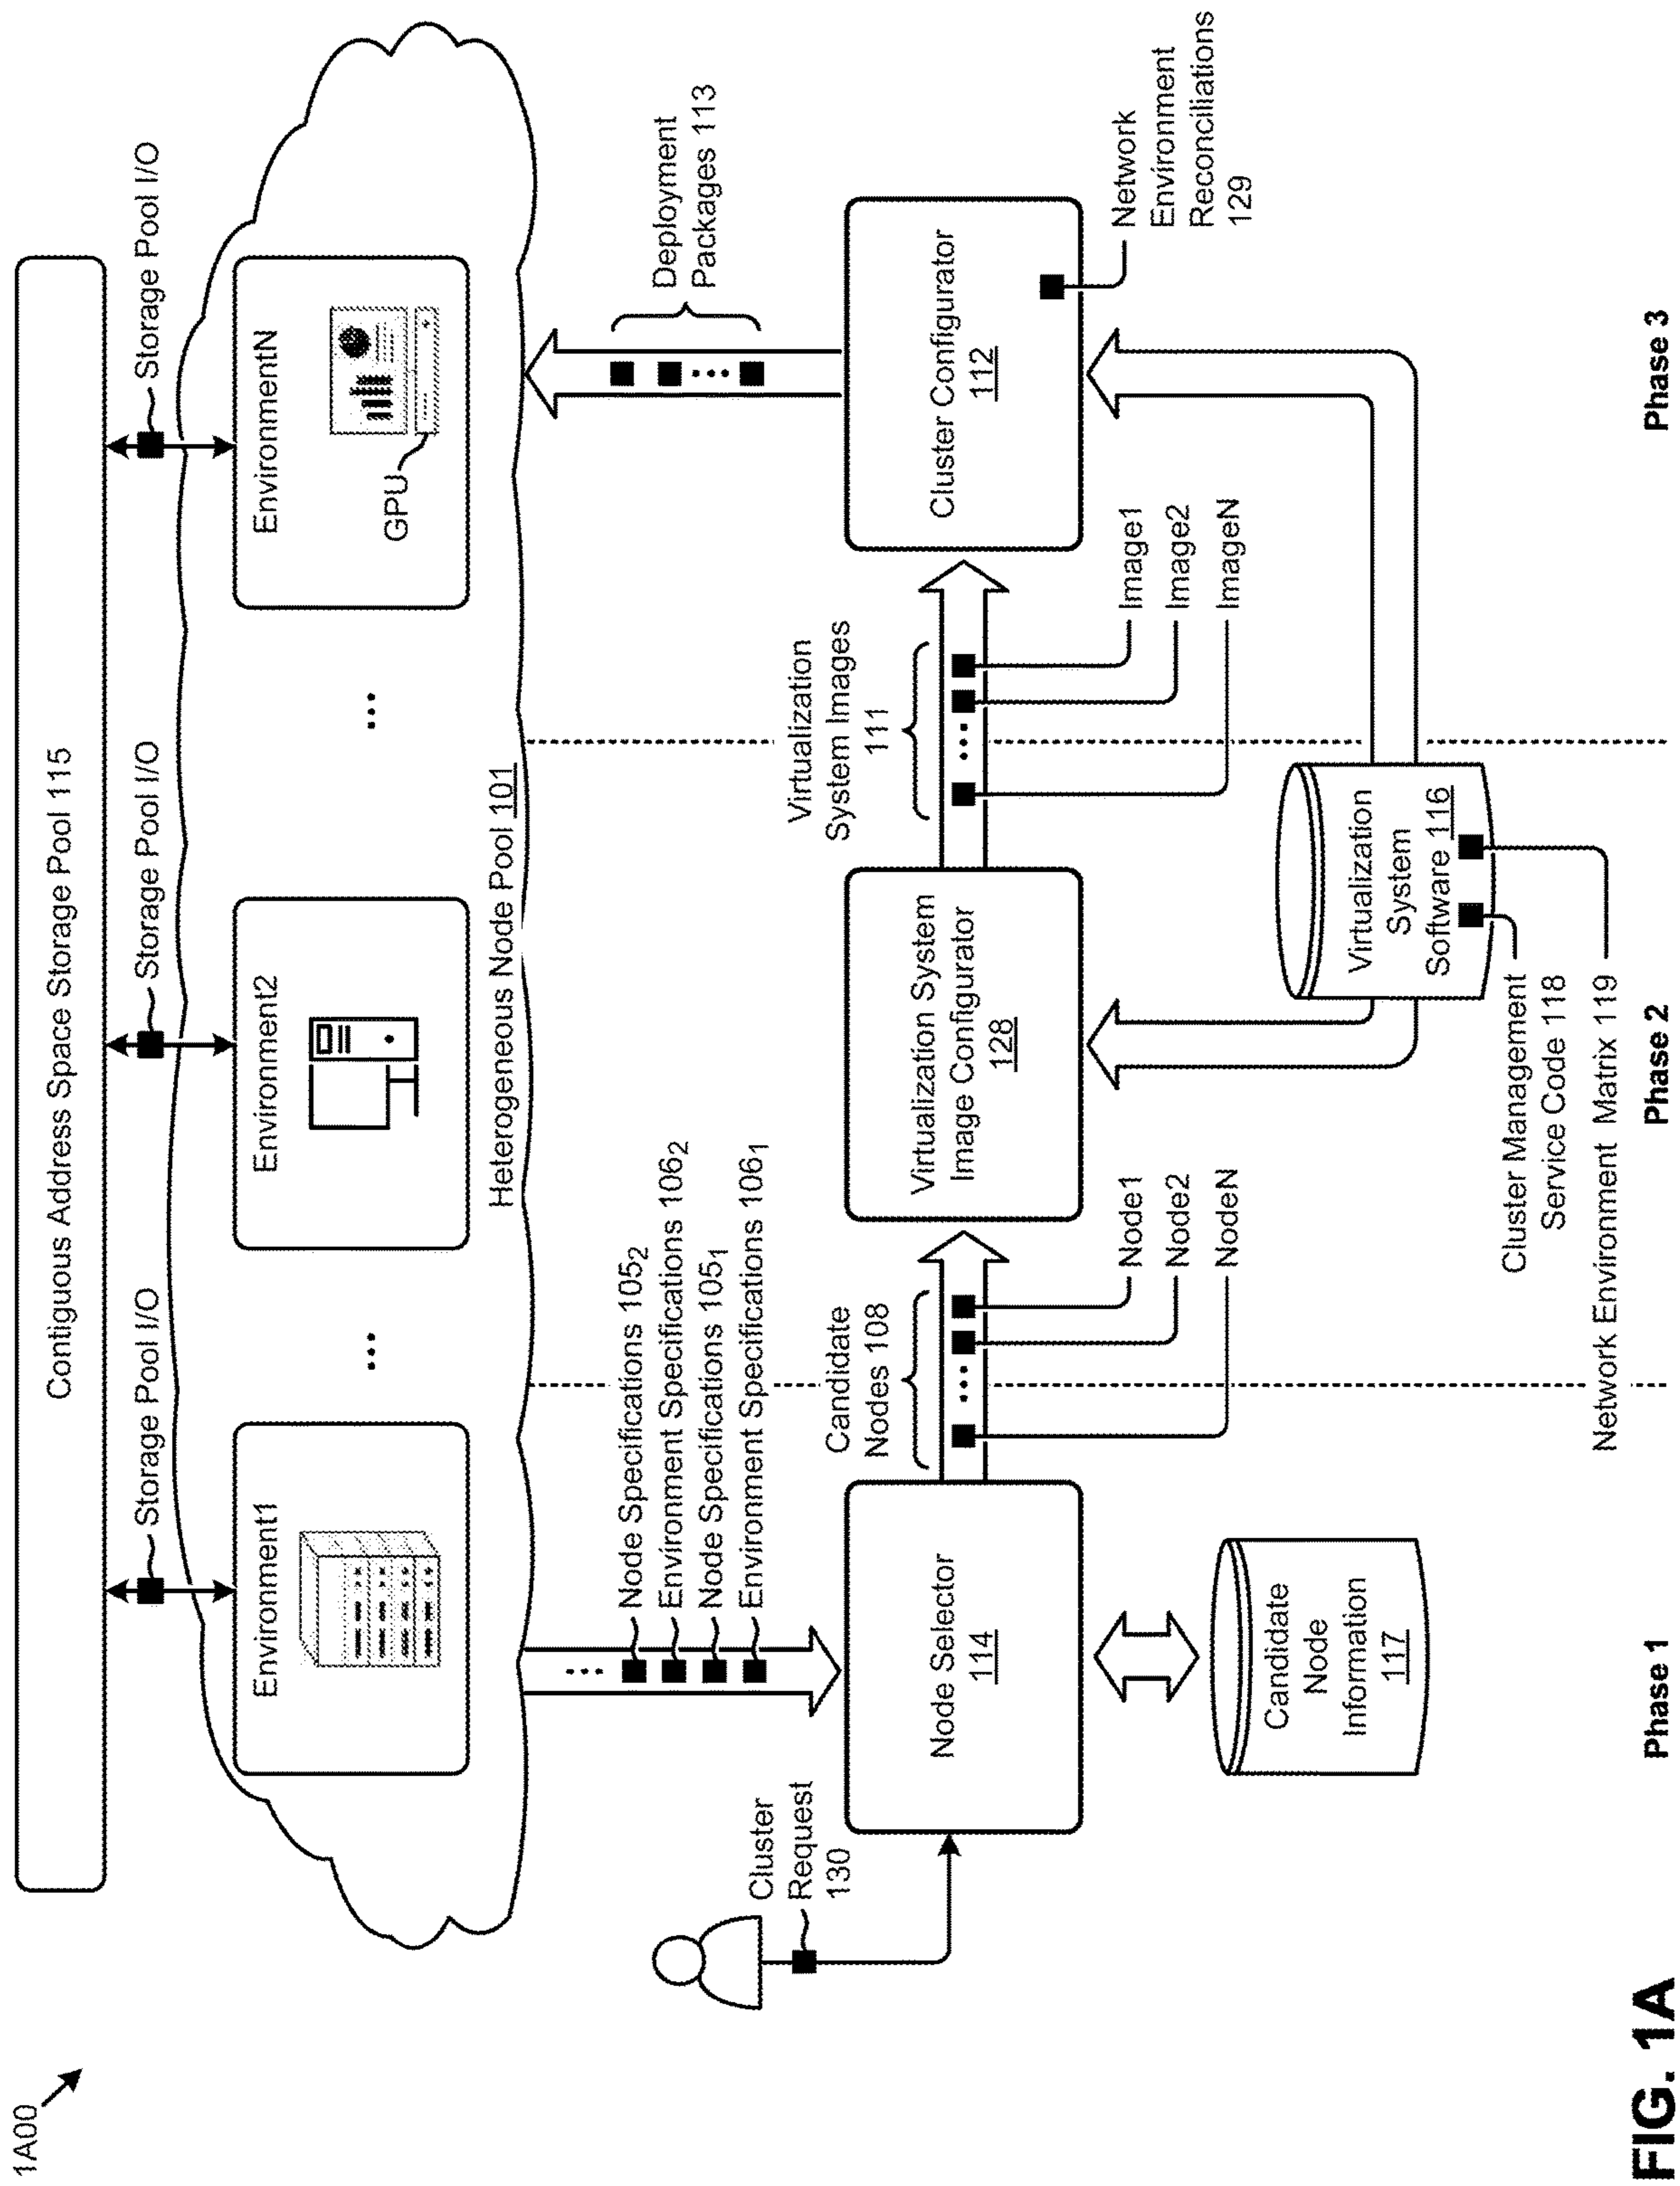 1A00
Contiguous Address Space Storage Pool 115
Storage Pool I/O
Storage Pool I/O
Storage Pool I/O
Environment1
Environment2
EnvironmentN
GPU
...
...
Heterogeneous Node Pool 101
Node Specifications 105₂
Environment Specifications 106₂
Node Specifications 105₁
Environment Specifications 106₁
...
Deployment
Packages 113
...
Cluster
Request
130
Node Selector
114
Candidate
Nodes 108
...
Node1
Node2
NodeN
Virtualization System
Image Configurator
128
Virtualization
System Images
111
...
Image1
Image2
ImageN
Cluster Configurator
112
Network
Environment
Reconciliations
129
Candidate
Node
Information
117
Virtualization
System
Software 116
Cluster Management
Service Code 118
Network Environment Matrix 119
Phase 1
Phase 2
Phase 3
FIG. 1A